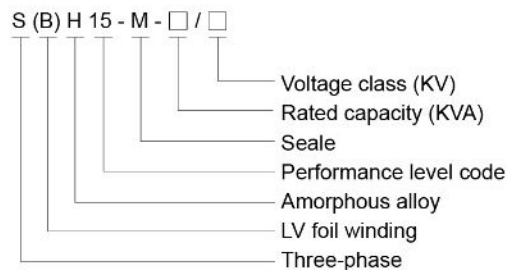 S (B) H 15 - M - □ / □
Voltage class (KV)
Rated capacity (KVA)
Seale
Performance level code
Amorphous alloy
LV foil winding
Three-phase